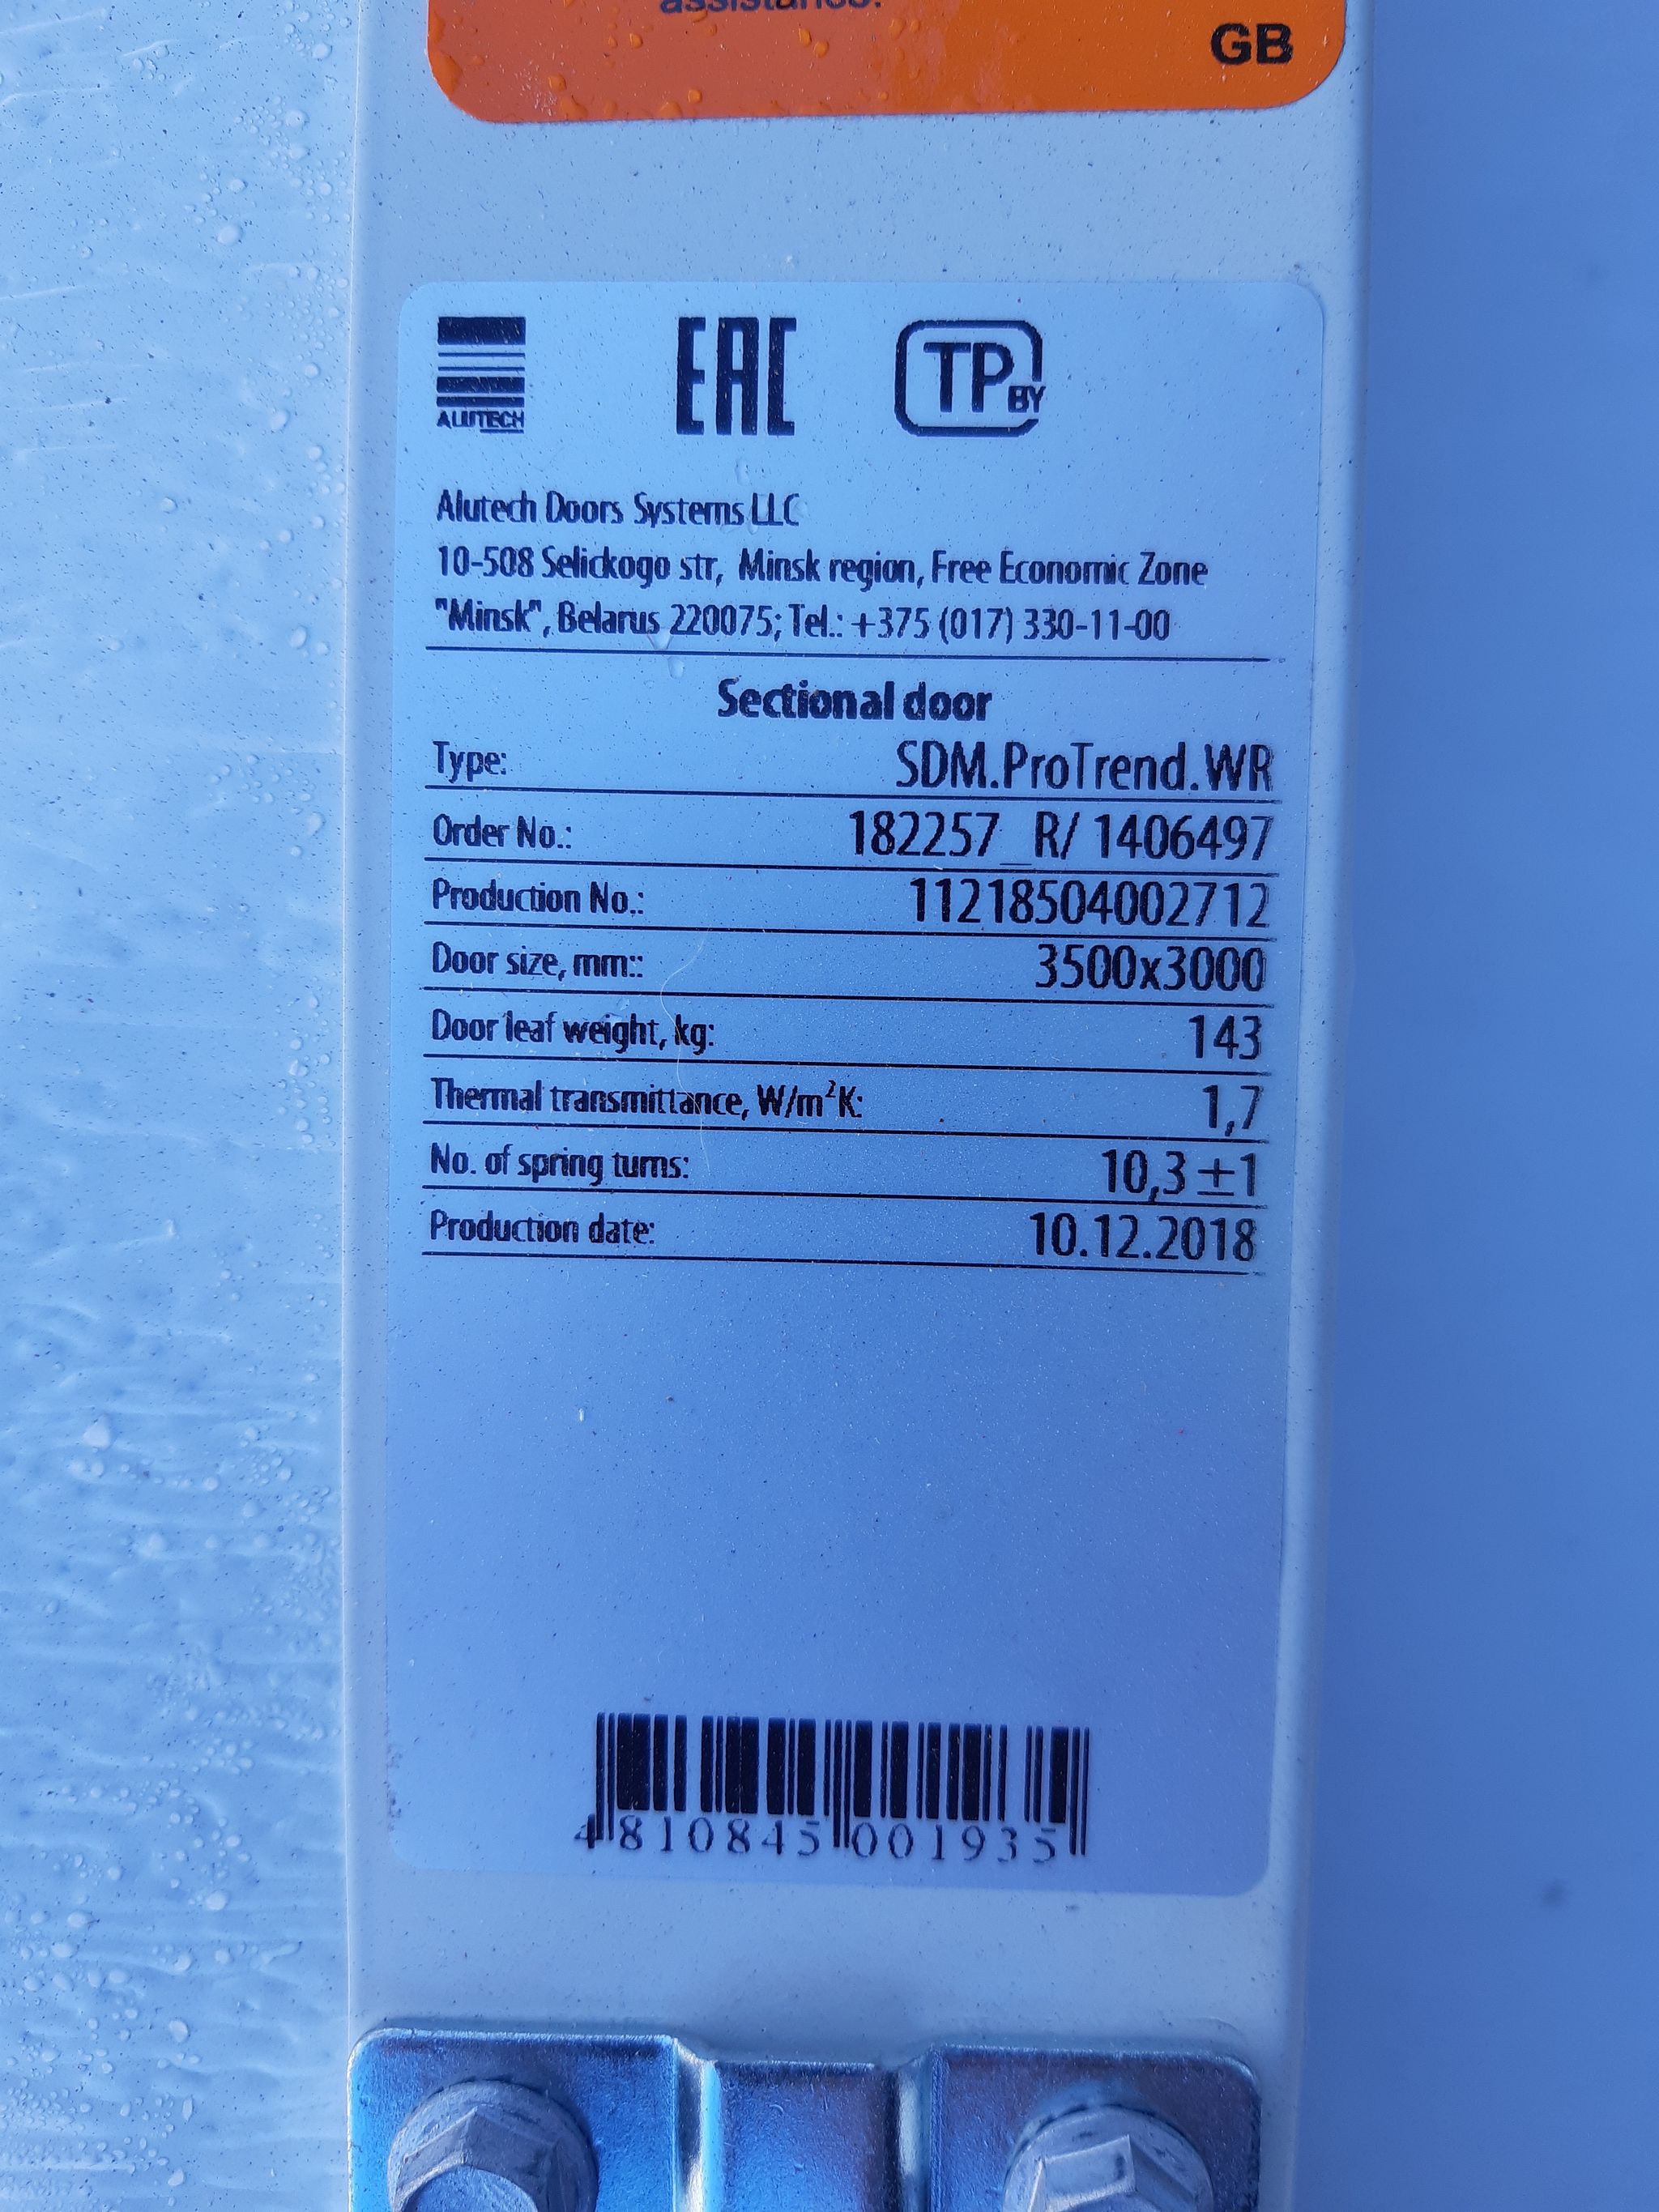 assistance.
GB
ALUTECH
EAC
TP BY
Alutech Doors Systems LLC
10-508 Selickogo str, Minsk region, Free Economic Zone
"Minsk", Belarus 220075; Tel.: +375 (017) 330-11-00
Sectional door
Type: SDM.ProTrend.WR
Order No.: 182257_R/ 1406497
Production No.: 11218504002712
Door size, mm:: 3500x3000
Door leaf weight, kg: 143
Thermal transmittance, W/m²K: 1,7
No. of spring turns: 10,3 ±1
Production date: 10.12.2018
4 810845 001935